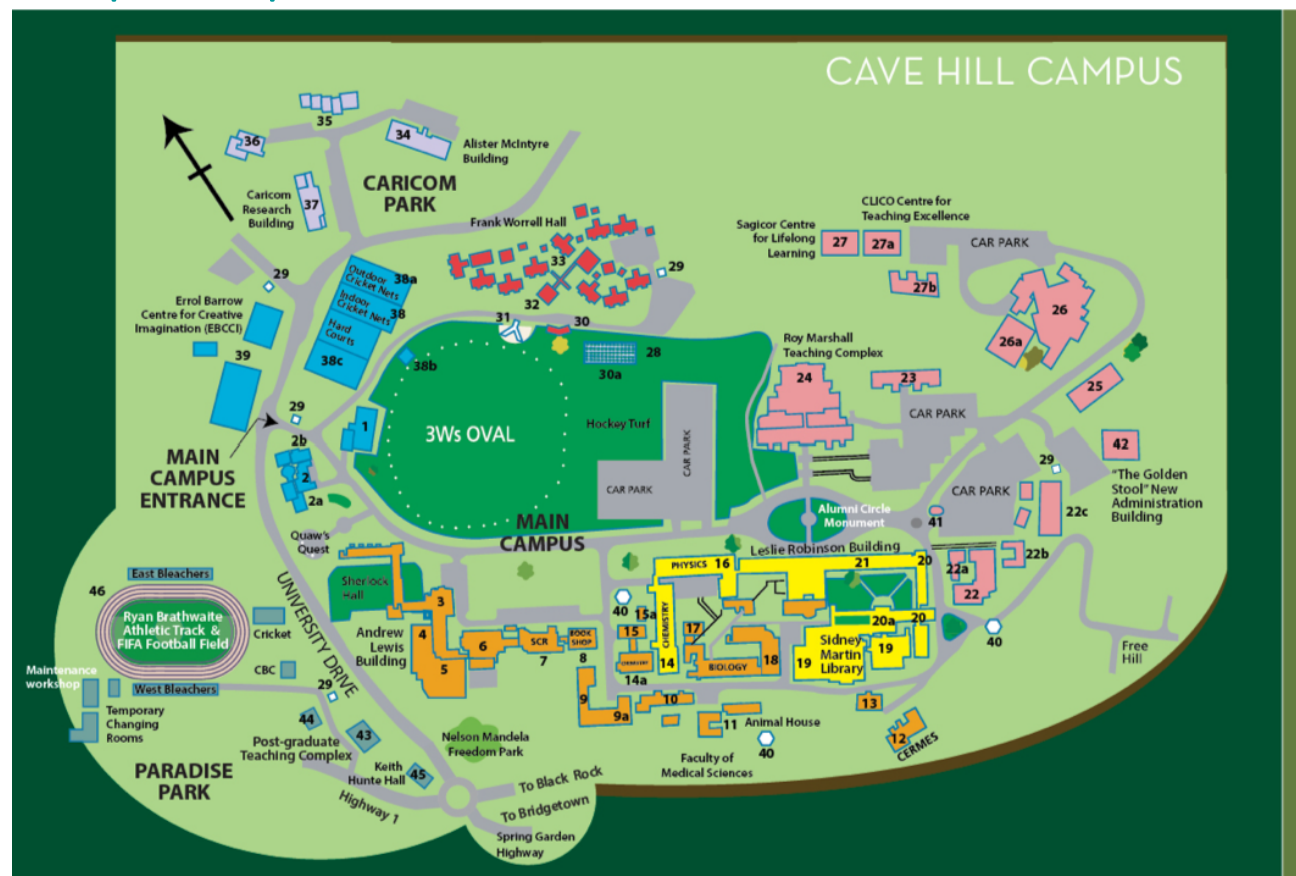 CAVE HILL CAMPUS
35
36
34
Alister McIntyre
Building
CARICOM
PARK
Caricom
Research
Building
37
Frank Worrell Hall
33
32
29
31
30
28
30a
CLICO Centre for
Teaching Excellence
Sagicor Centre
for Lifelong
Learning
27
27a
CAR PARK
27b
26
26a
25
29
Errol Barrow
Centre for Creative
Imagination (EBCCI)
39
Outdoor
Cricket Nets
38a
Indoor
Cricket Nets
38
Hard
Courts
38c
38b
29
MAIN
CAMPUS
ENTRANCE
2b
2
2a
1
3Ws OVAL
Hockey Turf
CAR PARK
CAR PARK
Roy Marshall
Teaching Complex
24
23
CAR PARK
42
"The Golden
Stool" New
Administration
Building
29
CAR PARK
22c
41
Alumni Circle
Monument
MAIN
CAMPUS
Quaw's
Quest
Sherlock
Hall
Leslie Robinson Building
PHYSICS
16
21
20
22a
22b
22
46
East Bleachers
Ryan Brathwaite
Athletic Track &
FIFA Football Field
Cricket
CBC
West Bleachers
Maintenance
workshop
Temporary
Changing
Rooms
UNIVERSITY DRIVE
29
Andrew
Lewis
Building
3
4
5
6
SCR
7
BOOK
SHOP
8
40
15a
15
CHEMISTRY
14
14a
17
BIOLOGY
18
20a
20
Sidney
Martin
Library
19
19
40
Free
Hill
9
9a
10
11
Animal House
40
13
12
CERMES
Faculty of
Medical Sciences
44
43
Post-graduate
Teaching Complex
Keith
Hunte Hall
45
Nelson Mandela
Freedom Park
PARADISE
PARK
Highway 1
To Black Rock
To Bridgetown
Spring Garden
Highway